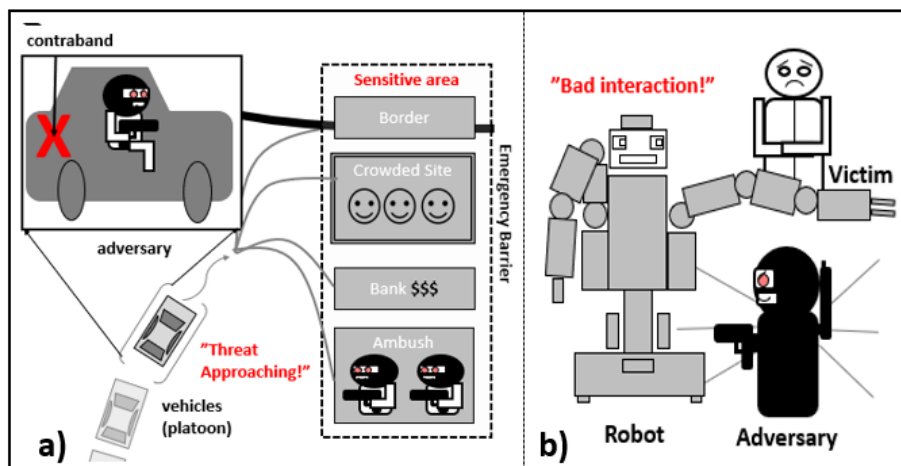 contraband
X
adversary
"Threat
Approaching!"
vehicles
(platoon)
a)
Sensitive area
Border
Crowded Site
Bank $$$
Ambush
Emergency Barrier
"Bad interaction!"
Victim
Robot
Adversary
b)